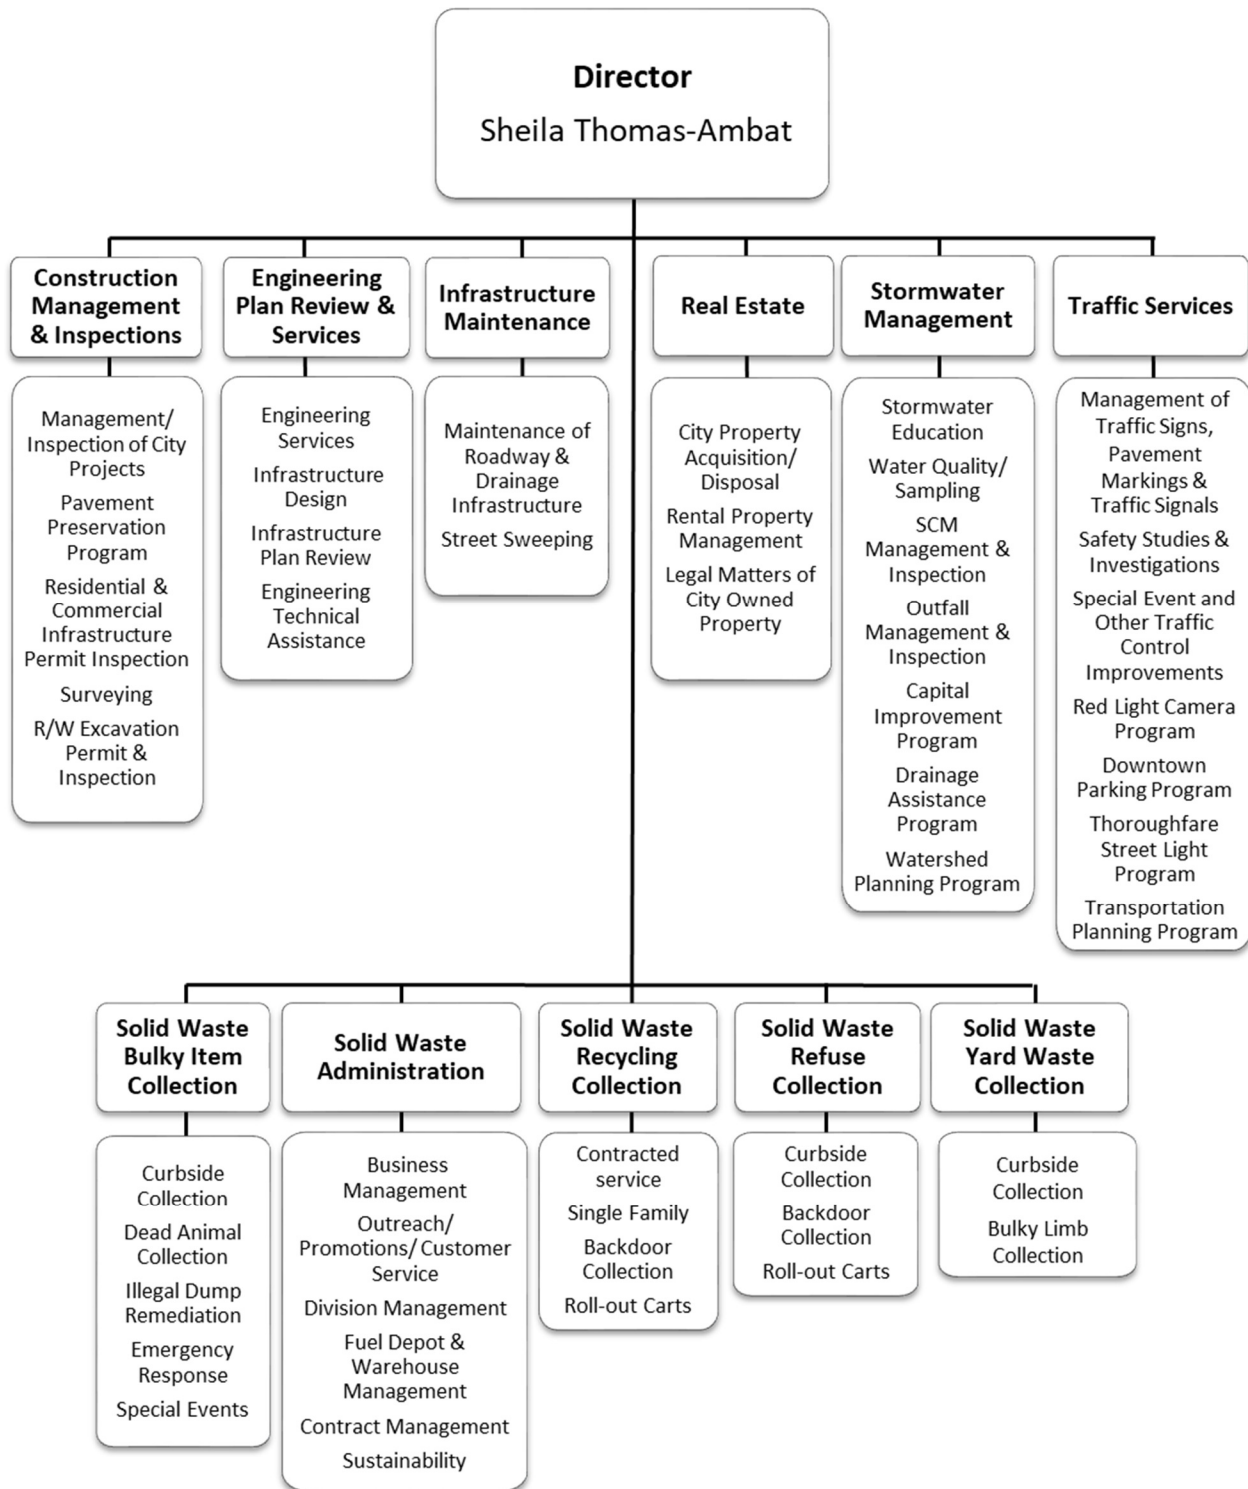 Director
Sheila Thomas-Ambat
Construction
Management
& Inspections
Management/
Inspection of City
Projects
Pavement
Preservation
Program
Residential &
Commercial
Infrastructure
Permit Inspection
Surveying
R/W Excavation
Permit &
Inspection
Engineering
Plan Review &
Services
Engineering
Services
Infrastructure
Design
Infrastructure
Plan Review
Engineering
Technical
Assistance
Infrastructure
Maintenance
Maintenance of
Roadway &
Drainage
Infrastructure
Street Sweeping
Real Estate
City Property
Acquisition/
Disposal
Rental Property
Management
Legal Matters of
City Owned
Property
Stormwater
Management
Stormwater
Education
Water Quality/
Sampling
SCM
Management &
Inspection
Outfall
Management &
Inspection
Capital
Improvement
Program
Drainage
Assistance
Program
Watershed
Planning Program
Traffic Services
Management of
Traffic Signs,
Pavement
Markings &
Traffic Signals
Safety Studies &
Investigations
Special Event and
Other Traffic
Control
Improvements
Red Light Camera
Program
Downtown
Parking Program
Thoroughfare
Street Light
Program
Transportation
Planning Program
Solid Waste
Bulky Item
Collection
Curbside
Collection
Dead Animal
Collection
Illegal Dump
Remediation
Emergency
Response
Special Events
Solid Waste
Administration
Business
Management
Outreach/
Promotions/ Customer
Service
Division Management
Fuel Depot &
Warehouse
Management
Contract Management
Sustainability
Solid Waste
Recycling
Collection
Contracted
service
Single Family
Backdoor
Collection
Roll-out Carts
Solid Waste
Refuse
Collection
Curbside
Collection
Backdoor
Collection
Roll-out Carts
Solid Waste
Yard Waste
Collection
Curbside
Collection
Bulky Limb
Collection